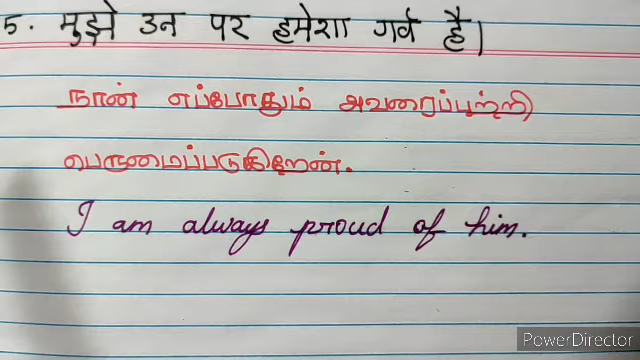 5. मुझे उन पर हमेशा गर्व है।
நான் எப்போதும் அவரைப்பற்றி
பெருமைப்படுகிறேன்.
I am always proud of him.
PowerDirector